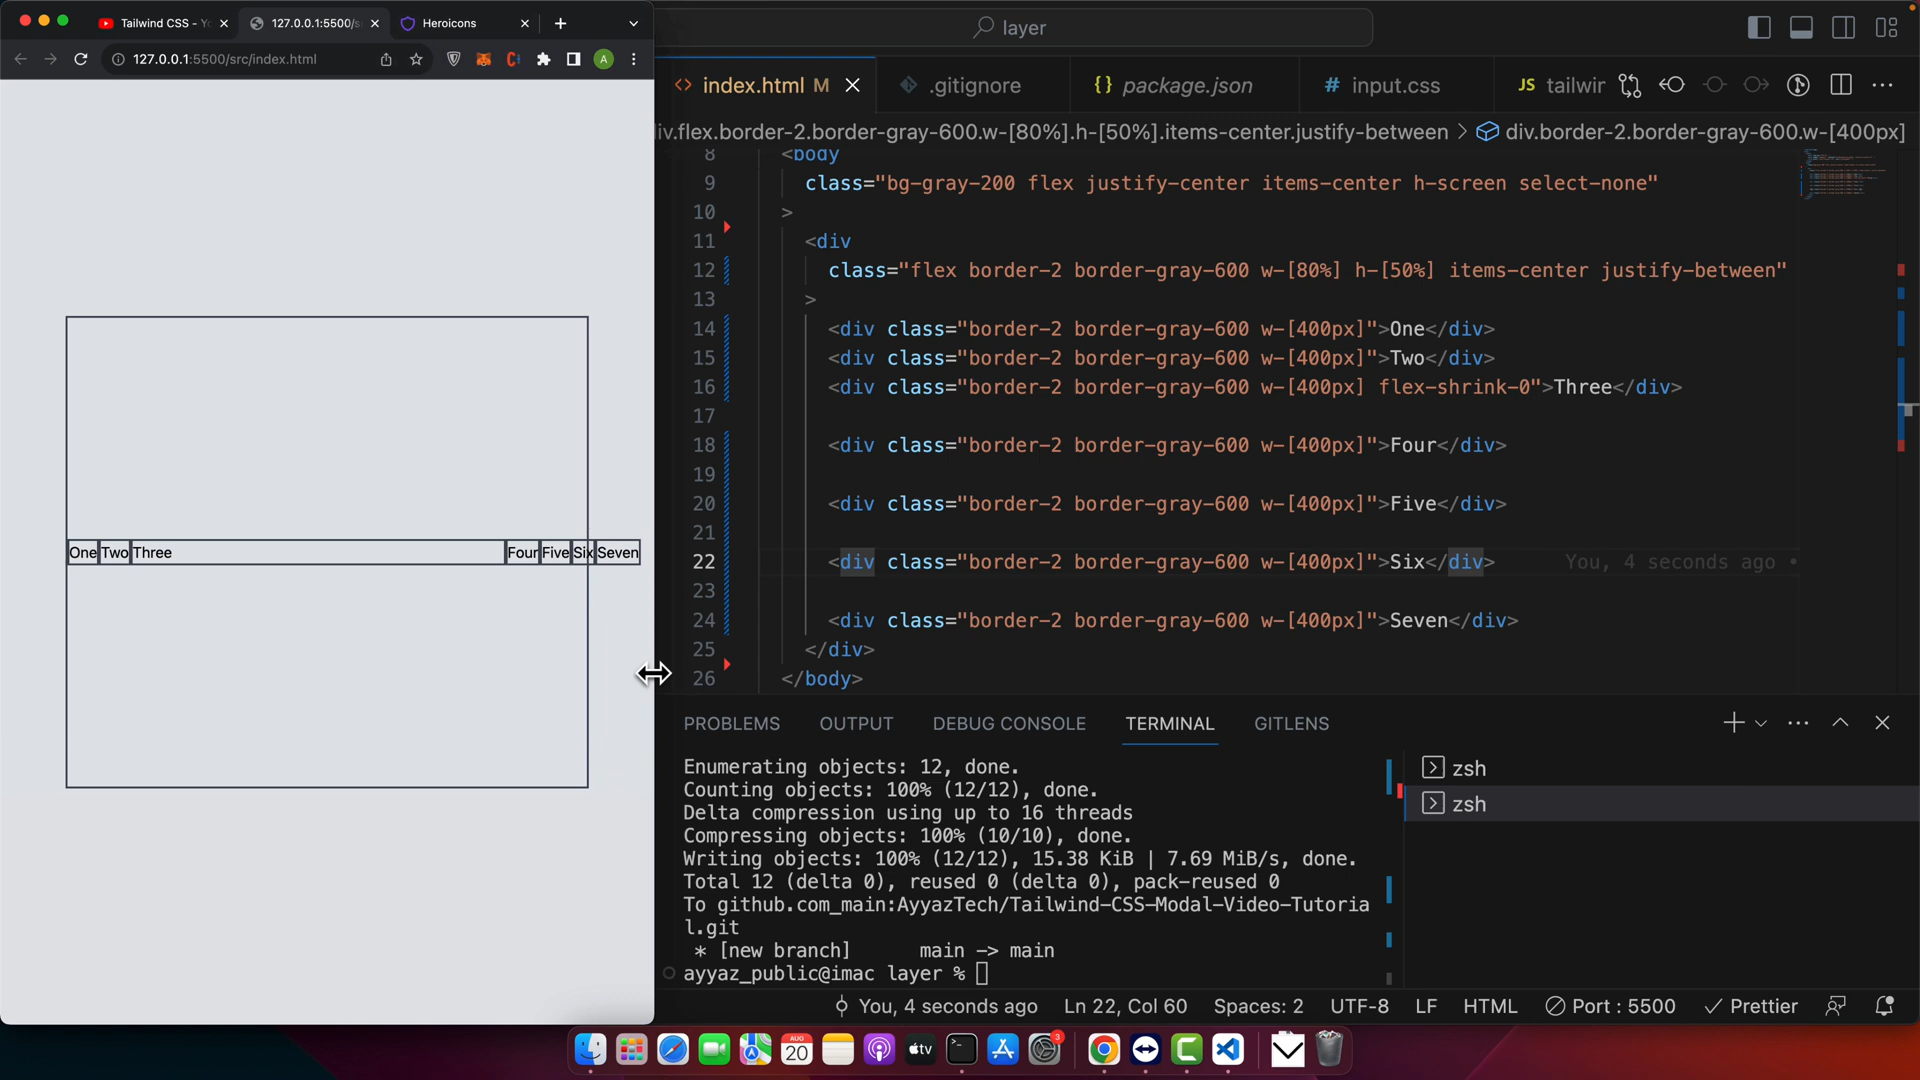 Tailwind CSS - Yo
127.0.0.1:5500/s
Heroicons
127.0.0.1:5500/src/index.html
A
One
Two
Three
Four
Five
Six
Seven
layer
index.html M
.gitignore
package.json
input.css
JS tailwir
div.flex.border-2.border-gray-600.w-[80%].h-[50%].items-center.justify-between > div.border-2.border-gray-600.w-[400px]
8 <body
9 class="bg-gray-200 flex justify-center items-center h-screen select-none"
10 >
11 <div
12 class="flex border-2 border-gray-600 w-[80%] h-[50%] items-center justify-between"
13 >
14 <div class="border-2 border-gray-600 w-[400px]">One</div>
15 <div class="border-2 border-gray-600 w-[400px]">Two</div>
16 <div class="border-2 border-gray-600 w-[400px] flex-shrink-0">Three</div>
17
18 <div class="border-2 border-gray-600 w-[400px]">Four</div>
19
20 <div class="border-2 border-gray-600 w-[400px]">Five</div>
21
22 <div class="border-2 border-gray-600 w-[400px]">Six</div> You, 4 seconds ago •
23
24 <div class="border-2 border-gray-600 w-[400px]">Seven</div>
25 </div>
26 </body>
PROBLEMS OUTPUT DEBUG CONSOLE TERMINAL GITLENS
Enumerating objects: 12, done.
Counting objects: 100% (12/12), done.
Delta compression using up to 16 threads
Compressing objects: 100% (10/10), done.
Writing objects: 100% (12/12), 15.38 KiB | 7.69 MiB/s, done.
Total 12 (delta 0), reused 0 (delta 0), pack-reused 0
To github.com_main:AyyazTech/Tailwind-CSS-Modal-Video-Tutoria
l.git
* [new branch] main -> main
ayyaz_public@imac layer %
zsh
zsh
You, 4 seconds ago Ln 22, Col 60 Spaces: 2 UTF-8 LF HTML Port : 5500 Prettier
AUG
20
tv
3